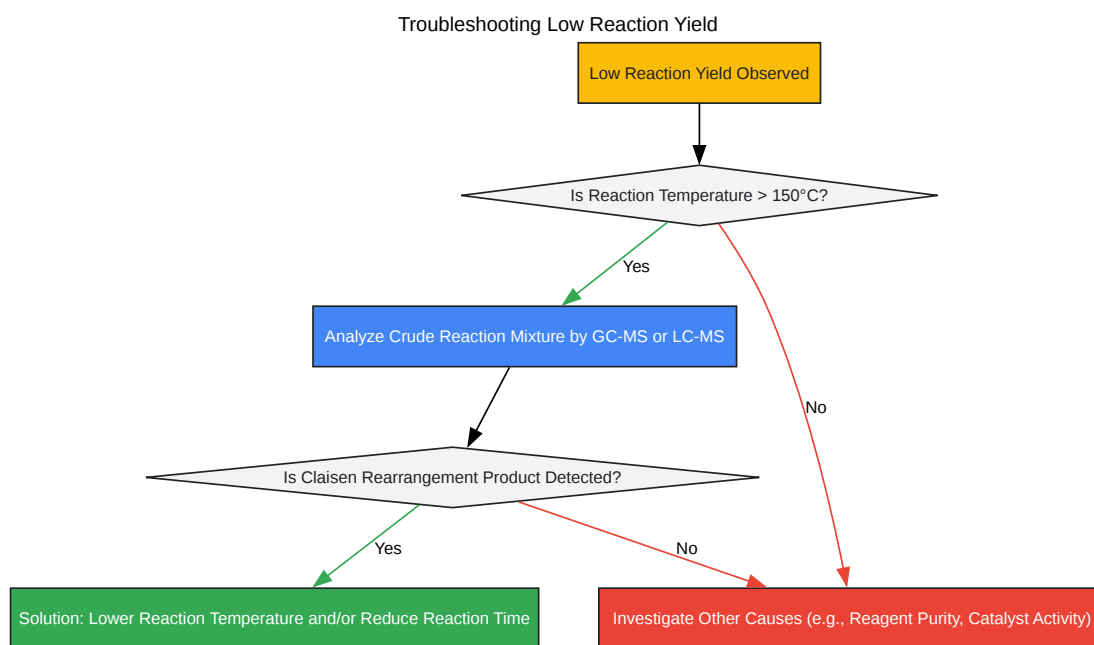 Troubleshooting Low Reaction Yield
Low Reaction Yield Observed
Is Reaction Temperature > 150°C?
Yes
Analyze Crude Reaction Mixture by GC-MS or LC-MS
No
Is Claisen Rearrangement Product Detected?
Yes
No
Solution: Lower Reaction Temperature and/or Reduce Reaction Time
Investigate Other Causes (e.g., Reagent Purity, Catalyst Activity)